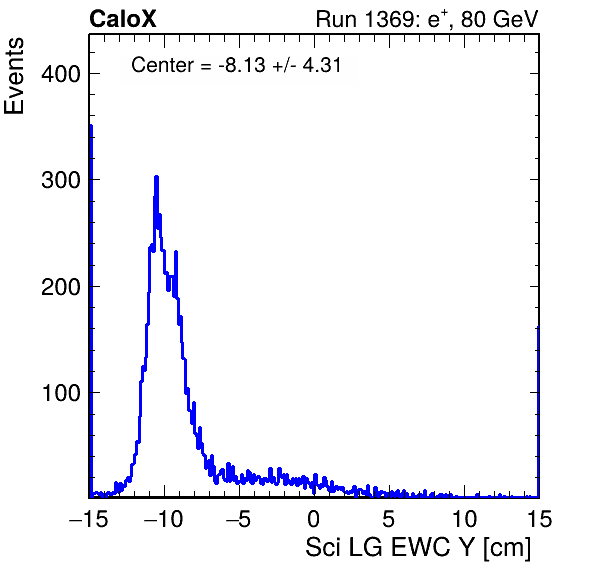 CaloX Run 1369: e⁺, 80 GeV
Center = -8.13 +/- 4.31
Events
400
300
200
100
−15 −10 −5 0 5 10 15
Sci LG EWC Y [cm]